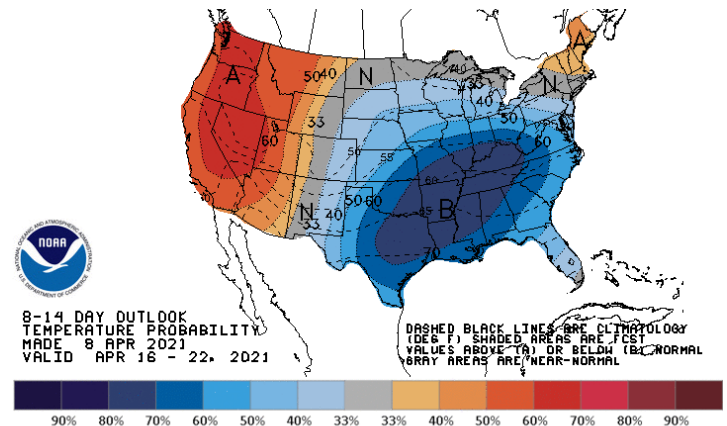 A
50
40
N
40
33
40
A
N
50
60
33
60
50
55
60
50
60
N
40
33
B
65
70
NATIONAL OCEANIC AND ATMOSPHERIC ADMINISTRATION
NOAA
U.S. DEPARTMENT OF COMMERCE
8-14 DAY OUTLOOK
TEMPERATURE PROBABILITY
MADE 8 APR 2021
VALID APR 16 - 22, 2021
DASHED BLACK LINES ARE CLIMATOLOGY
(DEG F) SHADED AREAS ARE FCST
VALUES ABOVE (A) OR BELOW (B) NORMAL
GRAY AREAS ARE NEAR-NORMAL
90% 80% 70% 60% 50% 40% 33% 33% 40% 50% 60% 70% 80% 90%